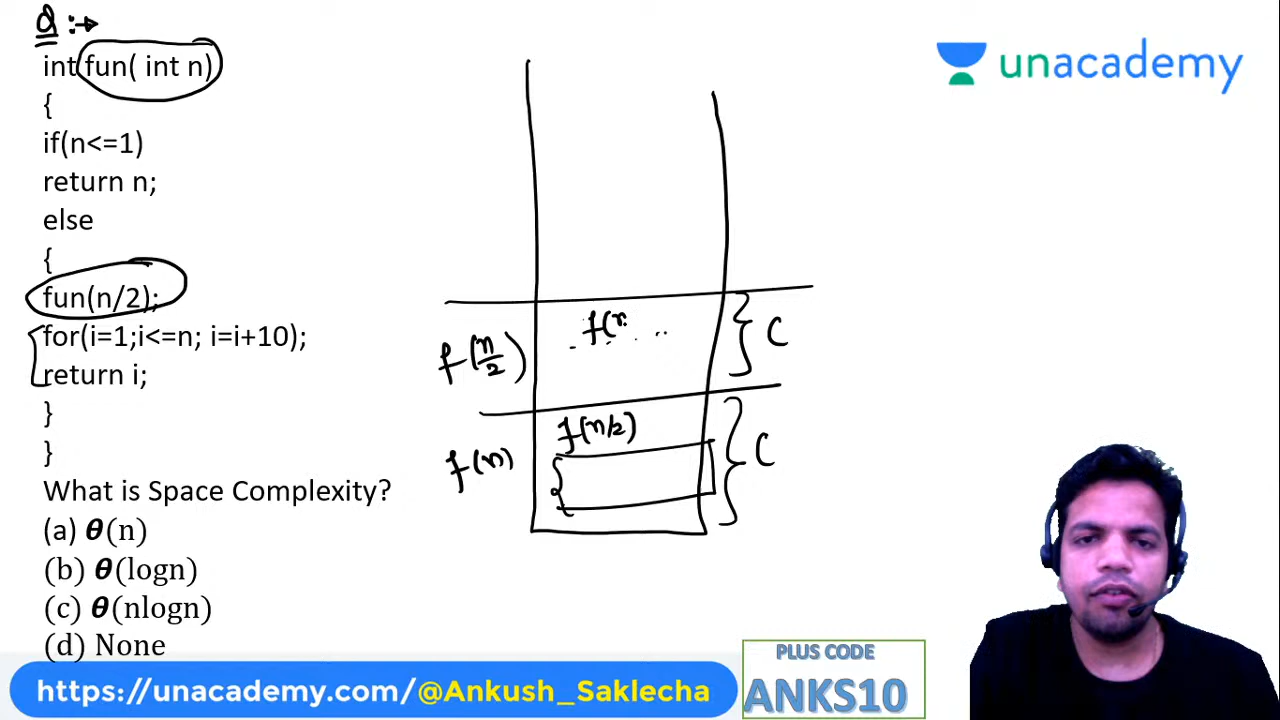 Q :→
int fun( int n)
{
if(n<=1)
return n;
else
{
fun(n/2);
for(i=1;i<=n; i=i+10);
return i;
}
}
What is Space Complexity?
(a) θ(n)
(b) θ(logn)
(c) θ(nlogn)
(d) None
unacademy
f(n/2)
f(n
C
f(n)
f(n/2)
C
https://unacademy.com/@Ankush_Saklecha
PLUS CODE
ANKS10